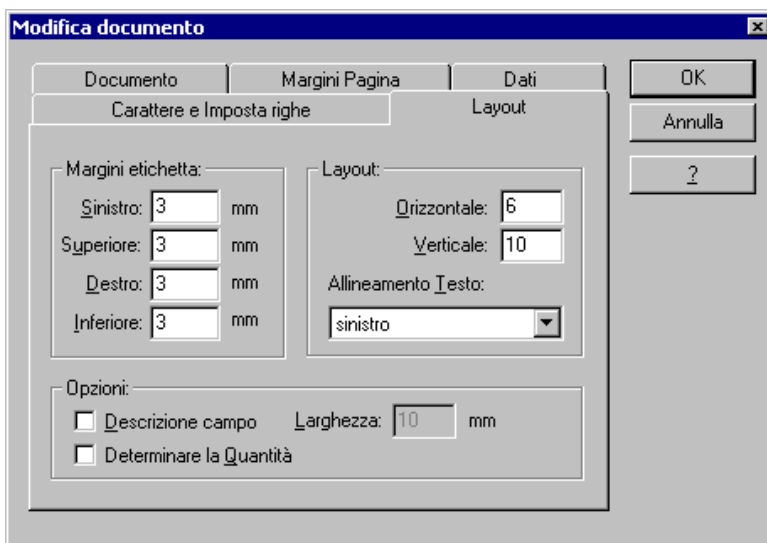 Modifica documento
Documento Margini Pagina Dati
Carattere e Imposta righe Layout
OK
Annulla
?
Margini etichetta:
Sinistro: 3 mm
Superiore: 3 mm
Destro: 3 mm
Inferiore: 3 mm
Layout:
Orizzontale: 6
Verticale: 10
Allineamento Testo:
sinistro
Opzioni:
Descrizione campo Larghezza: 10 mm
Determinare la Quantità